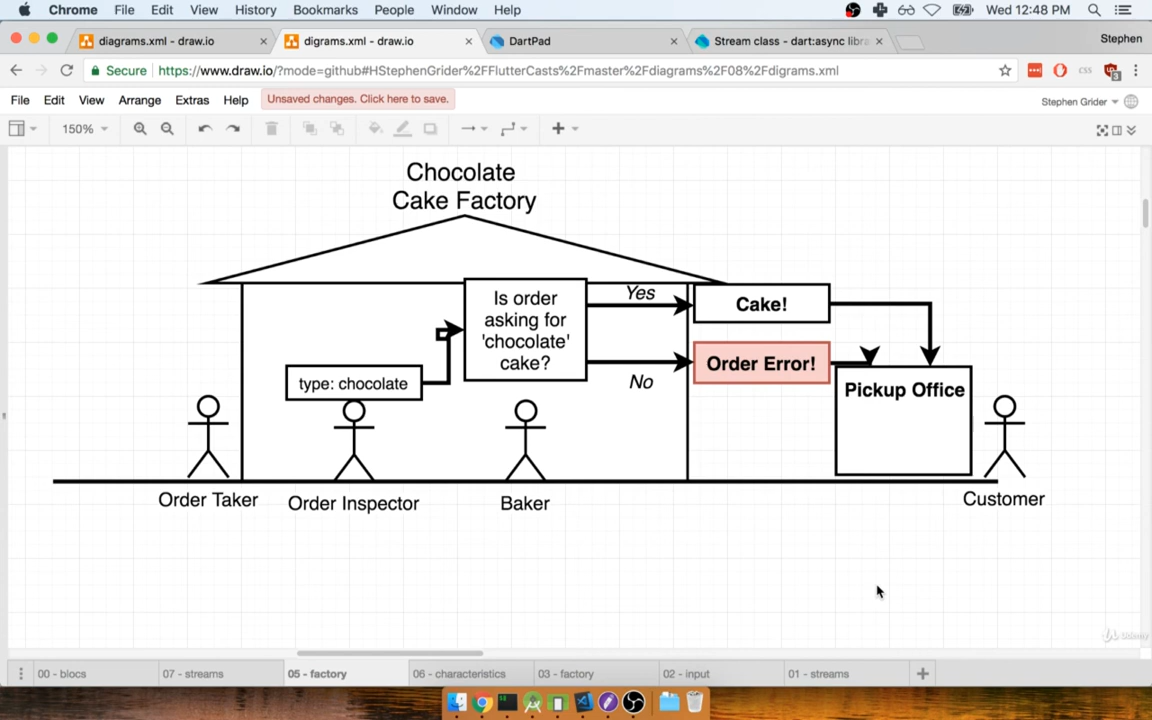 Chrome File Edit View History Bookmarks People Window Help Wed 12:48 PM
diagrams.xml - draw.io
digrams.xml - draw.io
DartPad
Stream class - dart:async libra
Stephen
Secure https://www.draw.io/?mode=github#HStephenGrider%2FFlutterCasts%2Fmaster%2Fdiagrams%2F08%2Fdigrams.xml
CSS
3
File Edit View Arrange Extras Help Unsaved changes. Click here to save. Stephen Grider
150%
Chocolate
Cake Factory
Is order
asking for
'chocolate'
cake?
Yes
Cake!
type: chocolate
Order Error!
No
Pickup Office
Order Taker
Order Inspector
Baker
Customer
Udemy
00 - blocs
07 - streams
05 - factory
06 - characteristics
03 - factory
02 - input
01 - streams